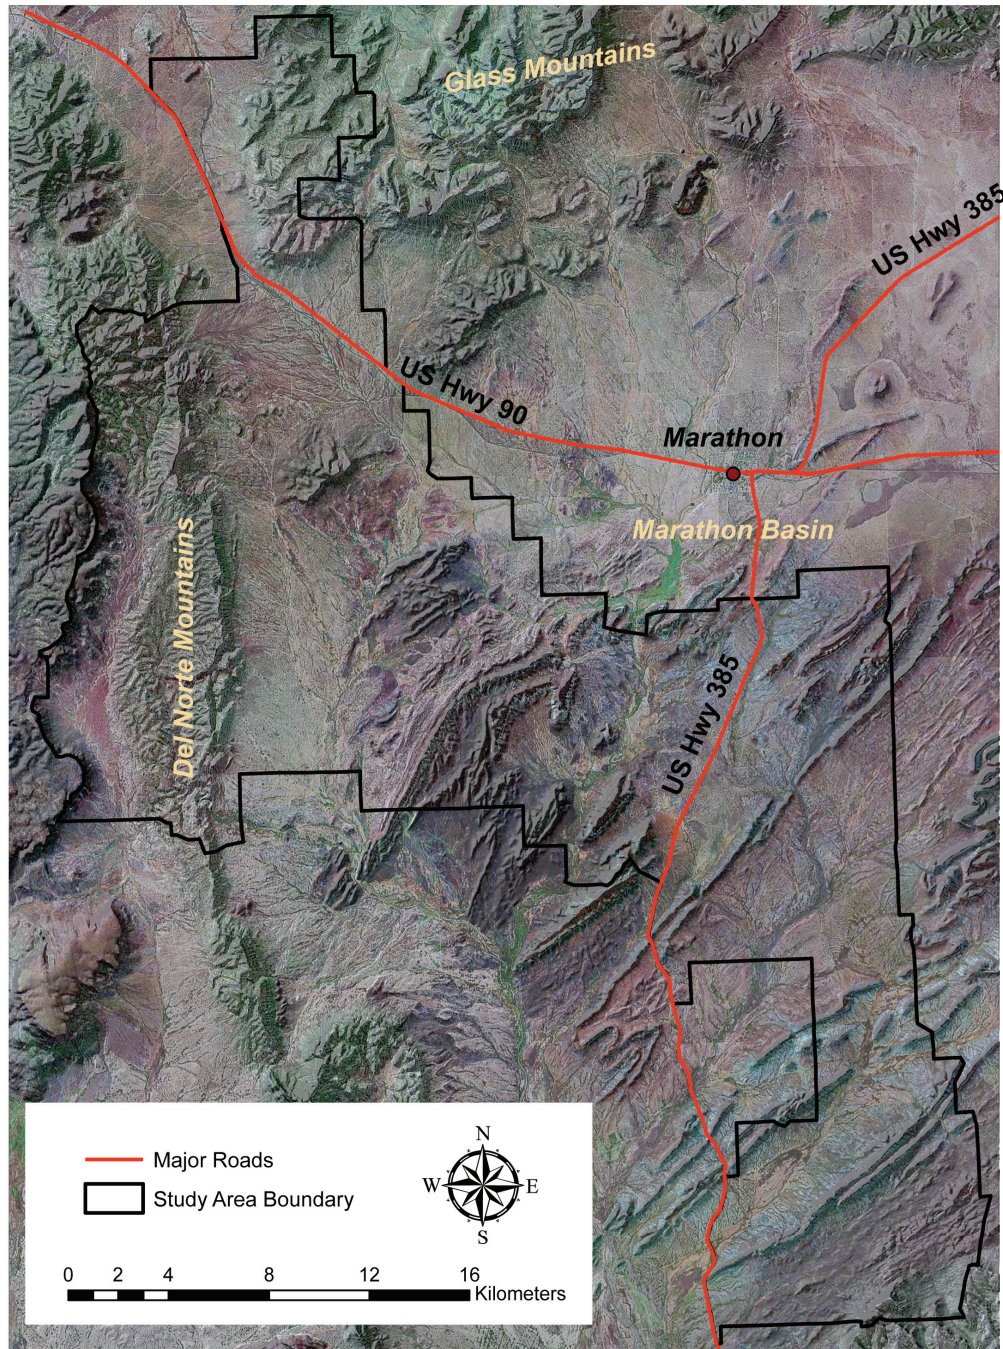 Glass Mountains
US Hwy 385
US Hwy 90
Marathon
Marathon Basin
Del Norte Mountains
US Hwy 385
N
W E
S
Major Roads
Study Area Boundary
0 2 4 8 12 16
Kilometers